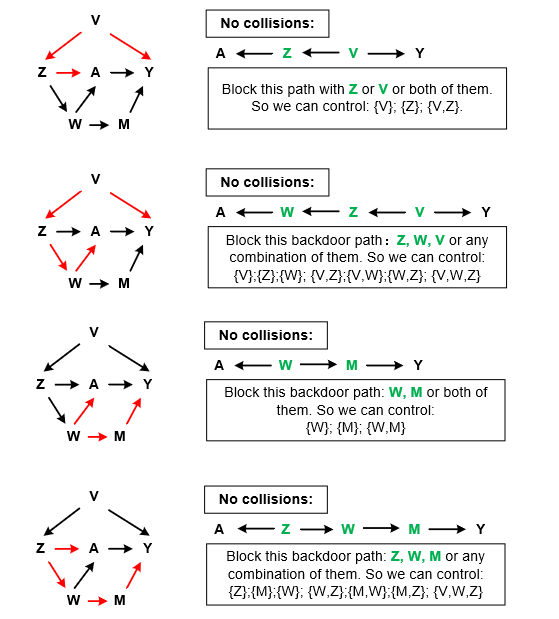 V
Z A Y
W M
No collisions:
A Z V Y
Block this path with Z or V or both of them.
So we can control: {V}; {Z}; {V,Z}.
V
Z A Y
W M
No collisions:
A W Z V Y
Block this backdoor path：Z, W, V or any
combination of them. So we can control:
{V};{Z};{W}; {V,Z};{V,W};{W,Z}; {V,W,Z}
V
Z A Y
W M
No collisions:
A W M Y
Block this backdoor path: W, M or both of
them. So we can control:
{W}; {M}; {W,M}
V
Z A Y
W M
No collisions:
A Z W M Y
Block this backdoor path: Z, W, M or any
combination of them. So we can control:
{Z};{M};{W}; {W,Z};{M,W};{M,Z}; {V,W,Z}